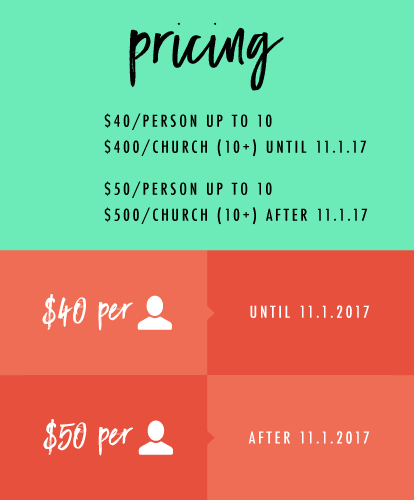 pricing
$40/PERSON UP TO 10
$400/CHURCH (10+) UNTIL 11.1.17
$50/PERSON UP TO 10
$500/CHURCH (10+) AFTER 11.1.17
$40 per
UNTIL 11.1.2017
$50 per
AFTER 11.1.2017